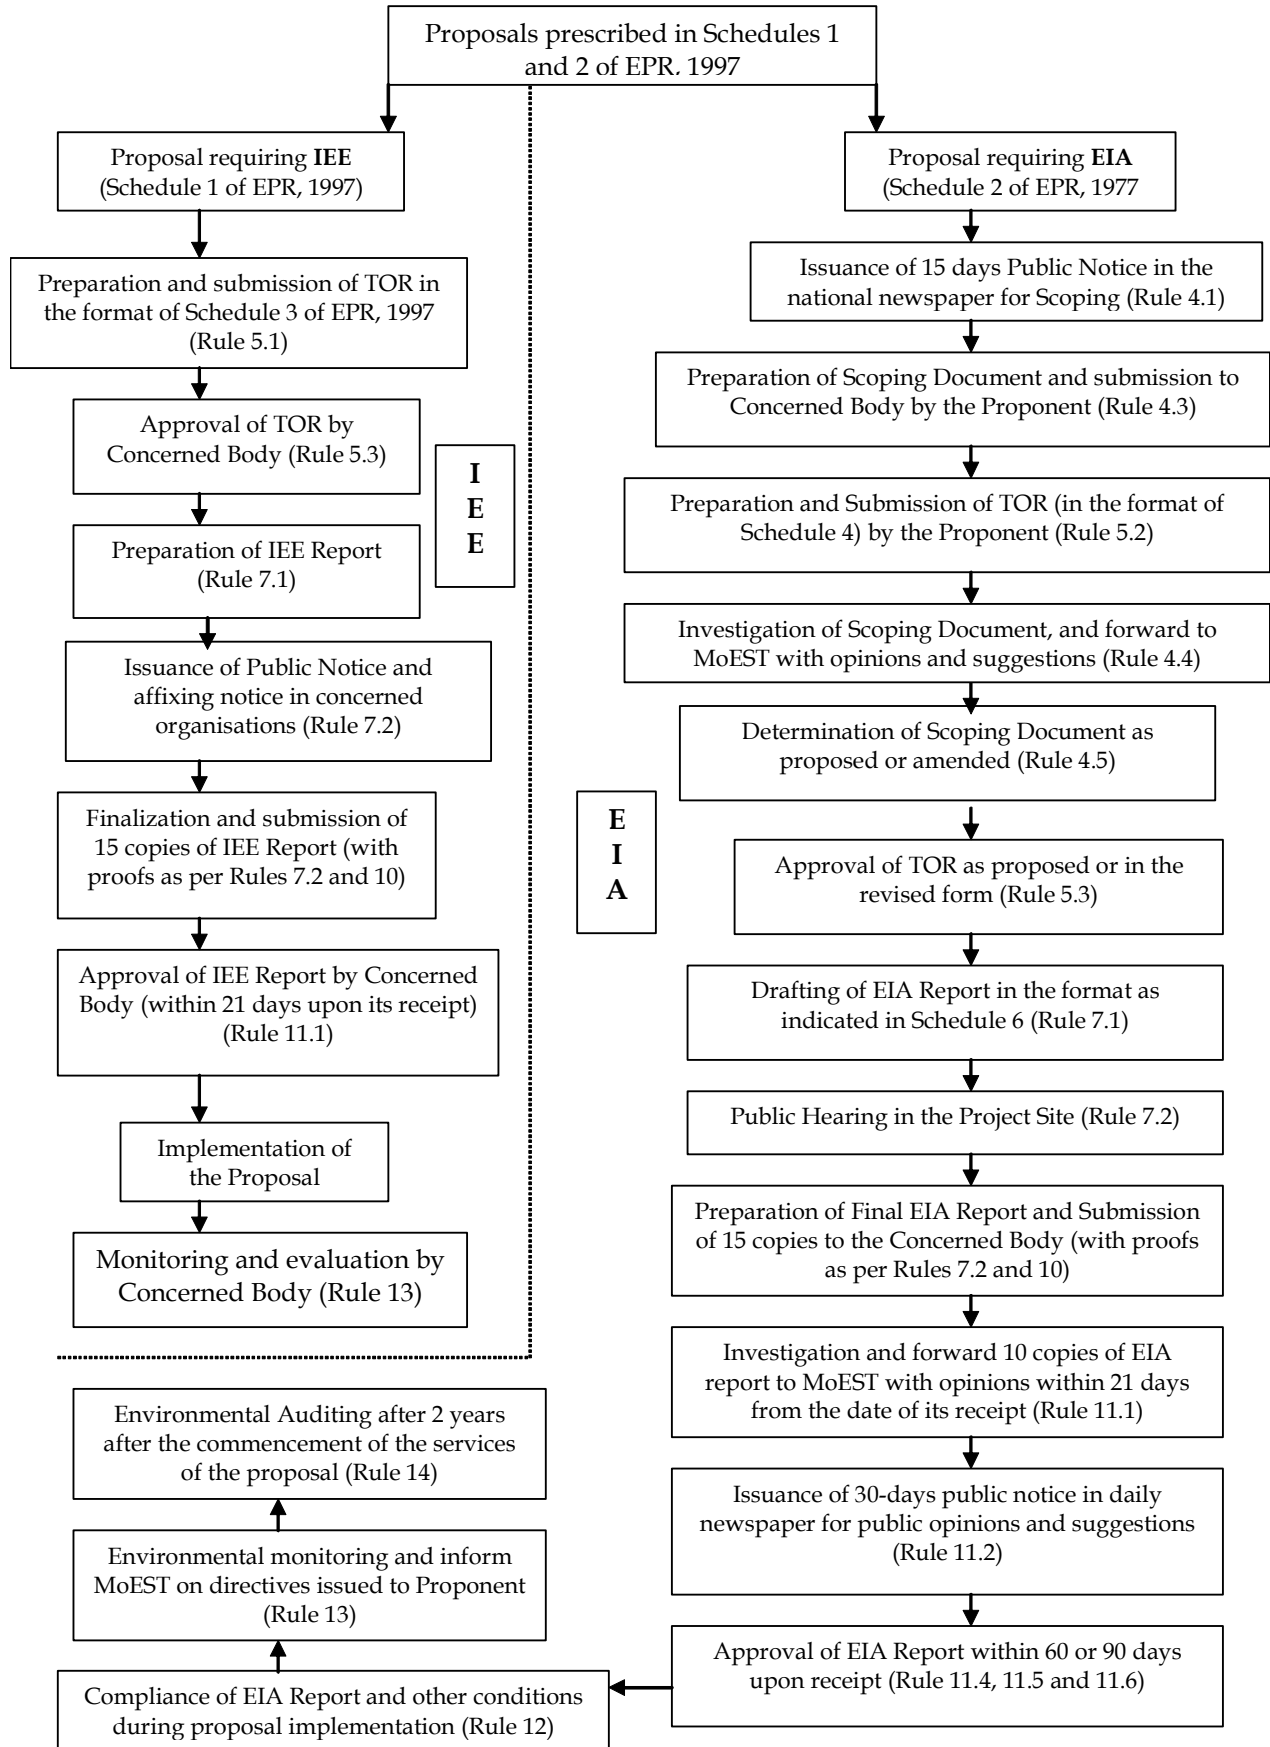 Proposals prescribed in Schedules 1
and 2 of EPR, 1997
Proposal requiring IEE
(Schedule 1 of EPR, 1997)
Preparation and submission of TOR in
the format of Schedule 3 of EPR, 1997
(Rule 5.1)
Approval of TOR by
Concerned Body (Rule 5.3)
Preparation of IEE Report
(Rule 7.1)
I
E
E
Issuance of Public Notice and
affixing notice in concerned
organisations (Rule 7.2)
Finalization and submission of
15 copies of IEE Report (with
proofs as per Rules 7.2 and 10)
Approval of IEE Report by Concerned
Body (within 21 days upon its receipt)
(Rule 11.1)
Implementation of
the Proposal
Monitoring and evaluation by
Concerned Body (Rule 13)
Proposal requiring EIA
(Schedule 2 of EPR, 1977
Issuance of 15 days Public Notice in the
national newspaper for Scoping (Rule 4.1)
Preparation of Scoping Document and submission to
Concerned Body by the Proponent (Rule 4.3)
Preparation and Submission of TOR (in the format of
Schedule 4) by the Proponent (Rule 5.2)
Investigation of Scoping Document, and forward to
MoEST with opinions and suggestions (Rule 4.4)
Determination of Scoping Document as
proposed or amended (Rule 4.5)
E
I
A
Approval of TOR as proposed or in the
revised form (Rule 5.3)
Drafting of EIA Report in the format as
indicated in Schedule 6 (Rule 7.1)
Public Hearing in the Project Site (Rule 7.2)
Preparation of Final EIA Report and Submission
of 15 copies to the Concerned Body (with proofs
as per Rules 7.2 and 10)
Investigation and forward 10 copies of EIA
report to MoEST with opinions within 21 days
from the date of its receipt (Rule 11.1)
Issuance of 30-days public notice in daily
newspaper for public opinions and suggestions
(Rule 11.2)
Approval of EIA Report within 60 or 90 days
upon receipt (Rule 11.4, 11.5 and 11.6)
Compliance of EIA Report and other conditions
during proposal implementation (Rule 12)
Environmental monitoring and inform
MoEST on directives issued to Proponent
(Rule 13)
Environmental Auditing after 2 years
after the commencement of the services
of the proposal (Rule 14)